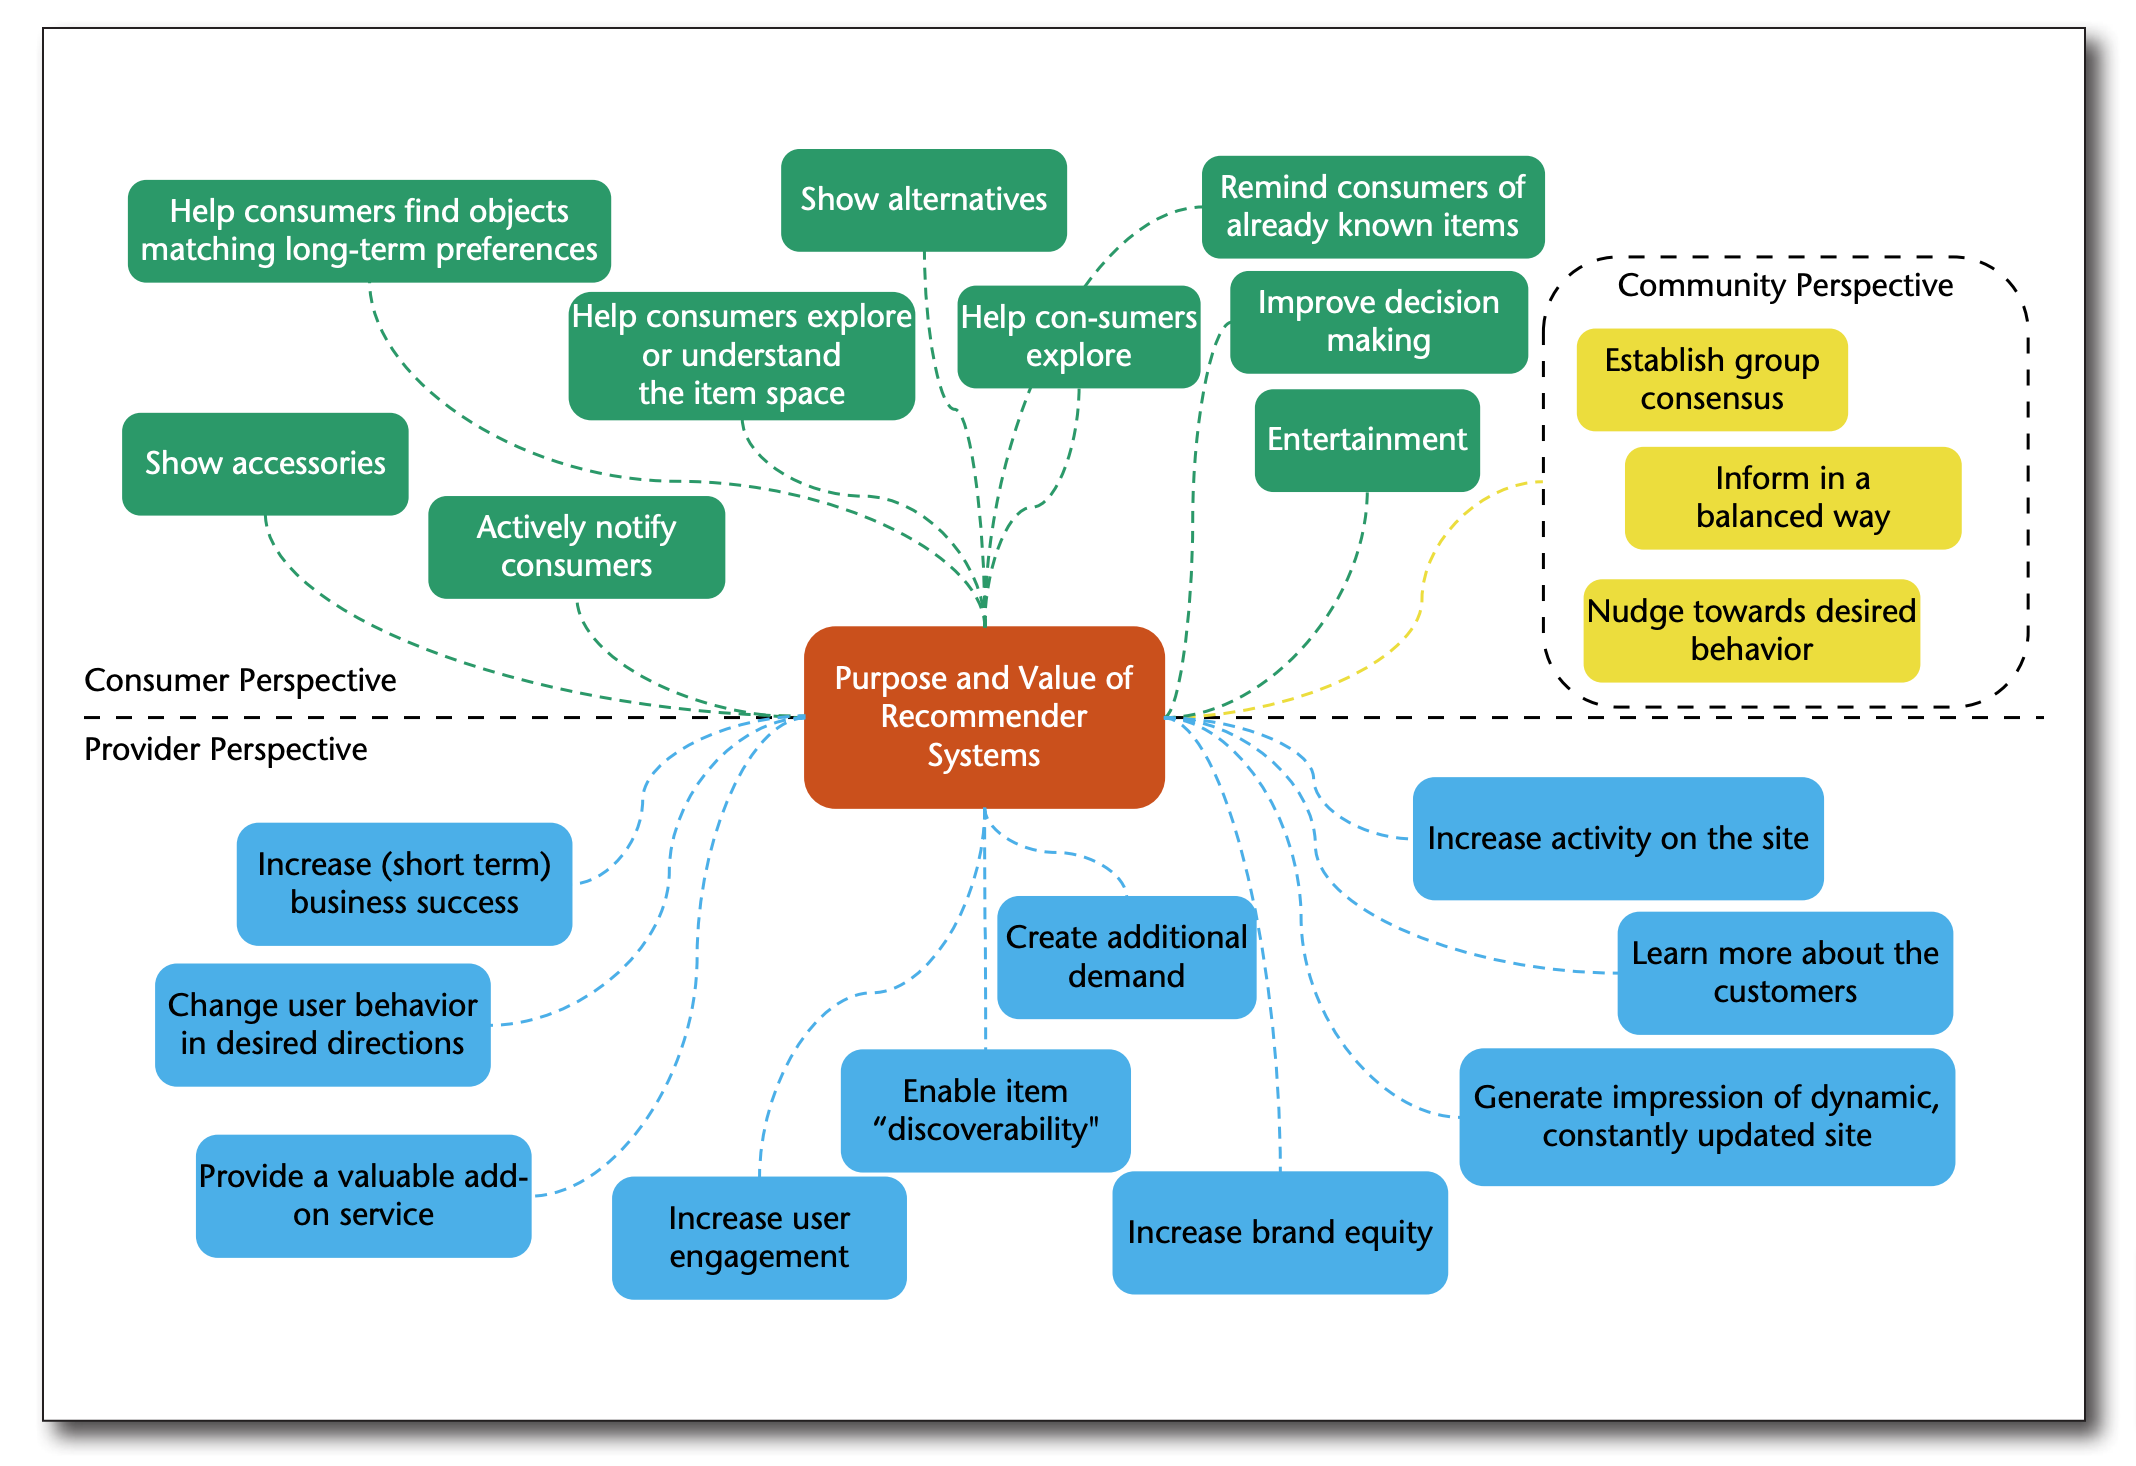 Show alternatives
Remind consumers of
already known items
Help consumers find objects
matching long-term preferences
Help consumers explore
or understand
the item space
Help con-sumers
explore
Improve decision
making
Community Perspective
Establish group
consensus
Entertainment
Show accessories
Inform in a
balanced way
Actively notify
consumers
Nudge towards desired
behavior
Consumer Perspective
Purpose and Value of
Recommender
Systems
Provider Perspective
Increase (short term)
business success
Increase activity on the site
Create additional
demand
Learn more about the
customers
Change user behavior
in desired directions
Enable item
“discoverability"
Generate impression of dynamic,
constantly updated site
Provide a valuable add-
on service
Increase user
engagement
Increase brand equity